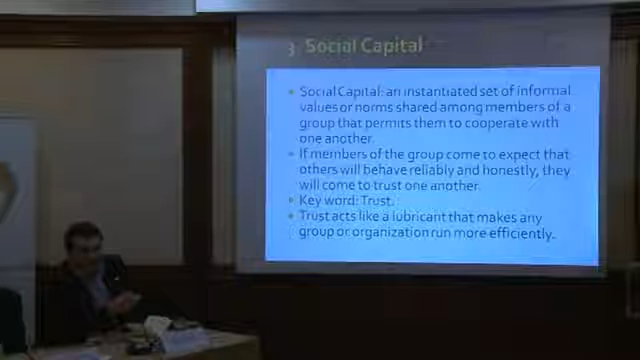 3 Social Capital
Social Capital: an instantiated set of informal
values or norms shared among members of a
group that permits them to cooperate with
one another.
If members of the group come to expect that
others will behave reliably and honestly, they
will come to trust one another.
Key word: Trust.
Trust acts like a lubricant that makes any
group or organization run more efficiently.